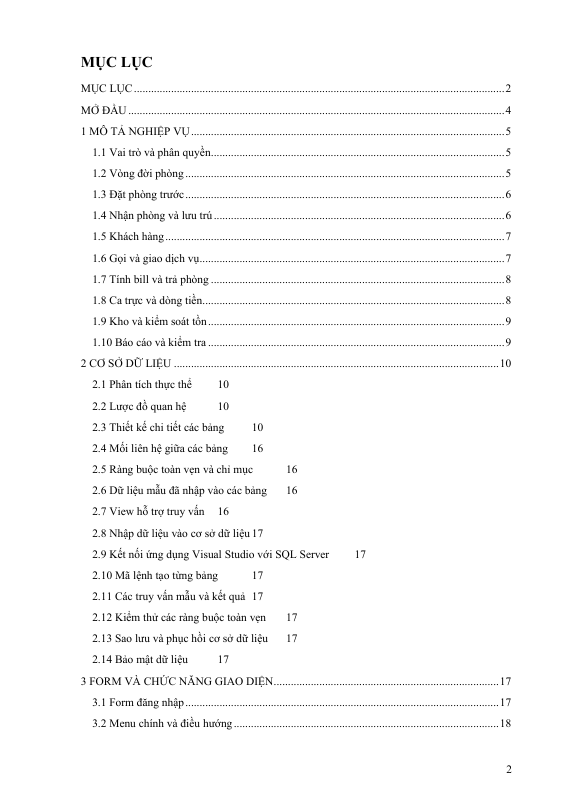 MỤC LỤC
MỤC LỤC........................................................................................................................2
MỞ ĐẦU........................................................................................................................4
1 MÔ TẢ NGHIỆP VỤ........................................................................................................5
1.1 Vai trò và phân quyền........................................................................................................5
1.2 Vòng đời phòng........................................................................................................5
1.3 Đặt phòng trước........................................................................................................6
1.4 Nhận phòng và lưu trú........................................................................................................6
1.5 Khách hàng........................................................................................................7
1.6 Gọi và giao dịch vụ........................................................................................................7
1.7 Tính bill và trả phòng........................................................................................................8
1.8 Ca trực và dòng tiền........................................................................................................8
1.9 Kho và kiểm soát tồn........................................................................................................9
1.10 Báo cáo và kiểm tra........................................................................................................9
2 CƠ SỞ DỮ LIỆU........................................................................................................10
2.1 Phân tích thực thể 10
2.2 Lược đồ quan hệ 10
2.3 Thiết kế chi tiết các bảng 10
2.4 Mối liên hệ giữa các bảng 16
2.5 Ràng buộc toàn vẹn và chỉ mục 16
2.6 Dữ liệu mẫu đã nhập vào các bảng 16
2.7 View hỗ trợ truy vấn 16
2.8 Nhập dữ liệu vào cơ sở dữ liệu 17
2.9 Kết nối ứng dụng Visual Studio với SQL Server 17
2.10 Mã lệnh tạo từng bảng 17
2.11 Các truy vấn mẫu và kết quả 17
2.12 Kiểm thử các ràng buộc toàn vẹn 17
2.13 Sao lưu và phục hồi cơ sở dữ liệu 17
2.14 Bảo mật dữ liệu 17
3 FORM VÀ CHỨC NĂNG GIAO DIỆN........................................................................17
3.1 Form đăng nhập........................................................................................................17
3.2 Menu chính và điều hướng........................................................................................18
2